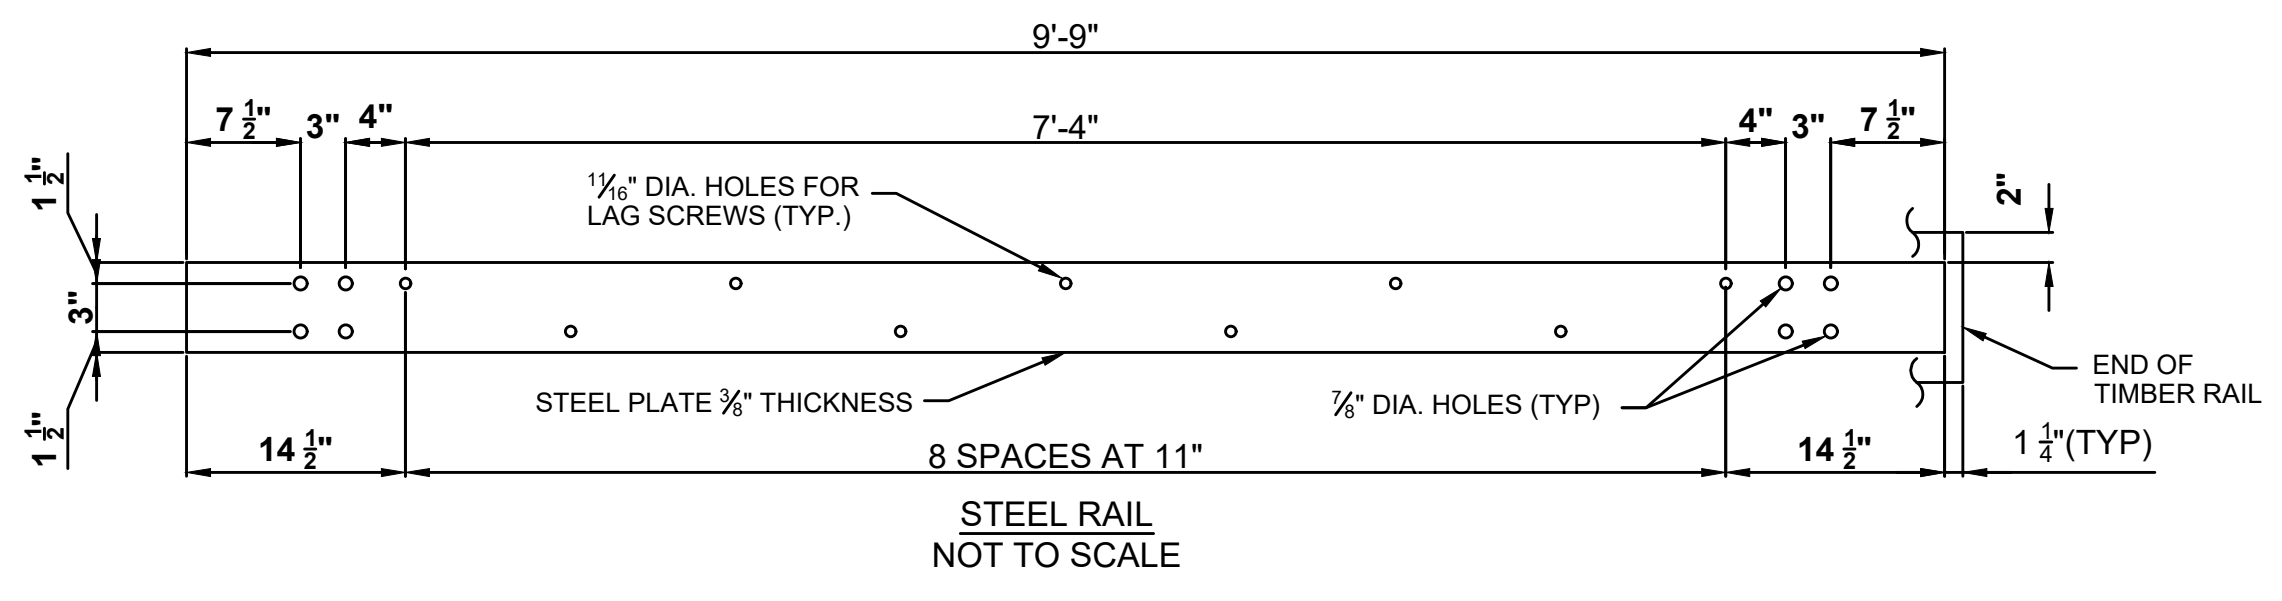 9'-9"
7 1/2"
3"
4"
7'-4"
4"
3"
7 1/2"
1 1/2"
11/16" DIA. HOLES FOR
LAG SCREWS (TYP.)
2"
3"
STEEL PLATE 3/8" THICKNESS
7/8" DIA. HOLES (TYP)
END OF
TIMBER RAIL
1 1/2"
14 1/2"
8 SPACES AT 11"
14 1/2"
1 1/4"(TYP)
STEEL RAIL
NOT TO SCALE